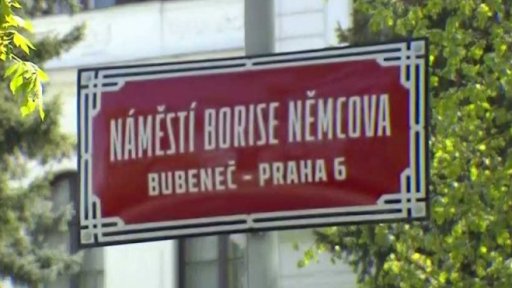 NÁMĚSTÍ BORISE NĚMCOVA
BUBENEČ - PRAHA 6